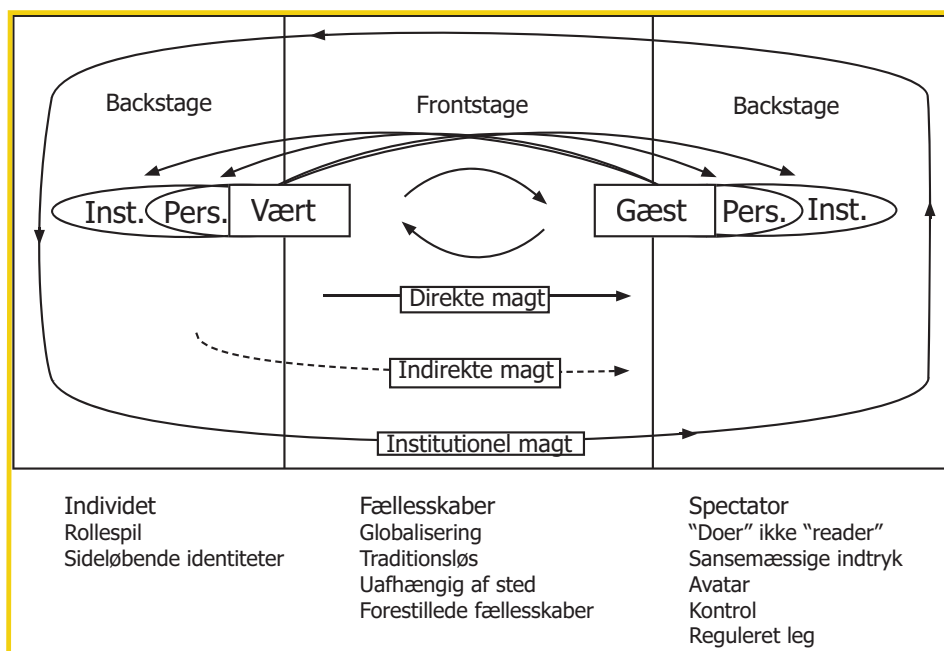 Backstage
Frontstage
Backstage
Inst.
Pers.
Vært
Gæst
Pers.
Inst.
Direkte magt
Indirekte magt
Institutionel magt
Individet
Rollespil
Sideløbende identiteter
Fællesskaber
Globalisering
Traditionsløs
Uafhængig af sted
Forestillede fællesskaber
Spectator
“Doer” ikke “reader”
Sansemæssige indtryk
Avatar
Kontrol
Reguleret leg